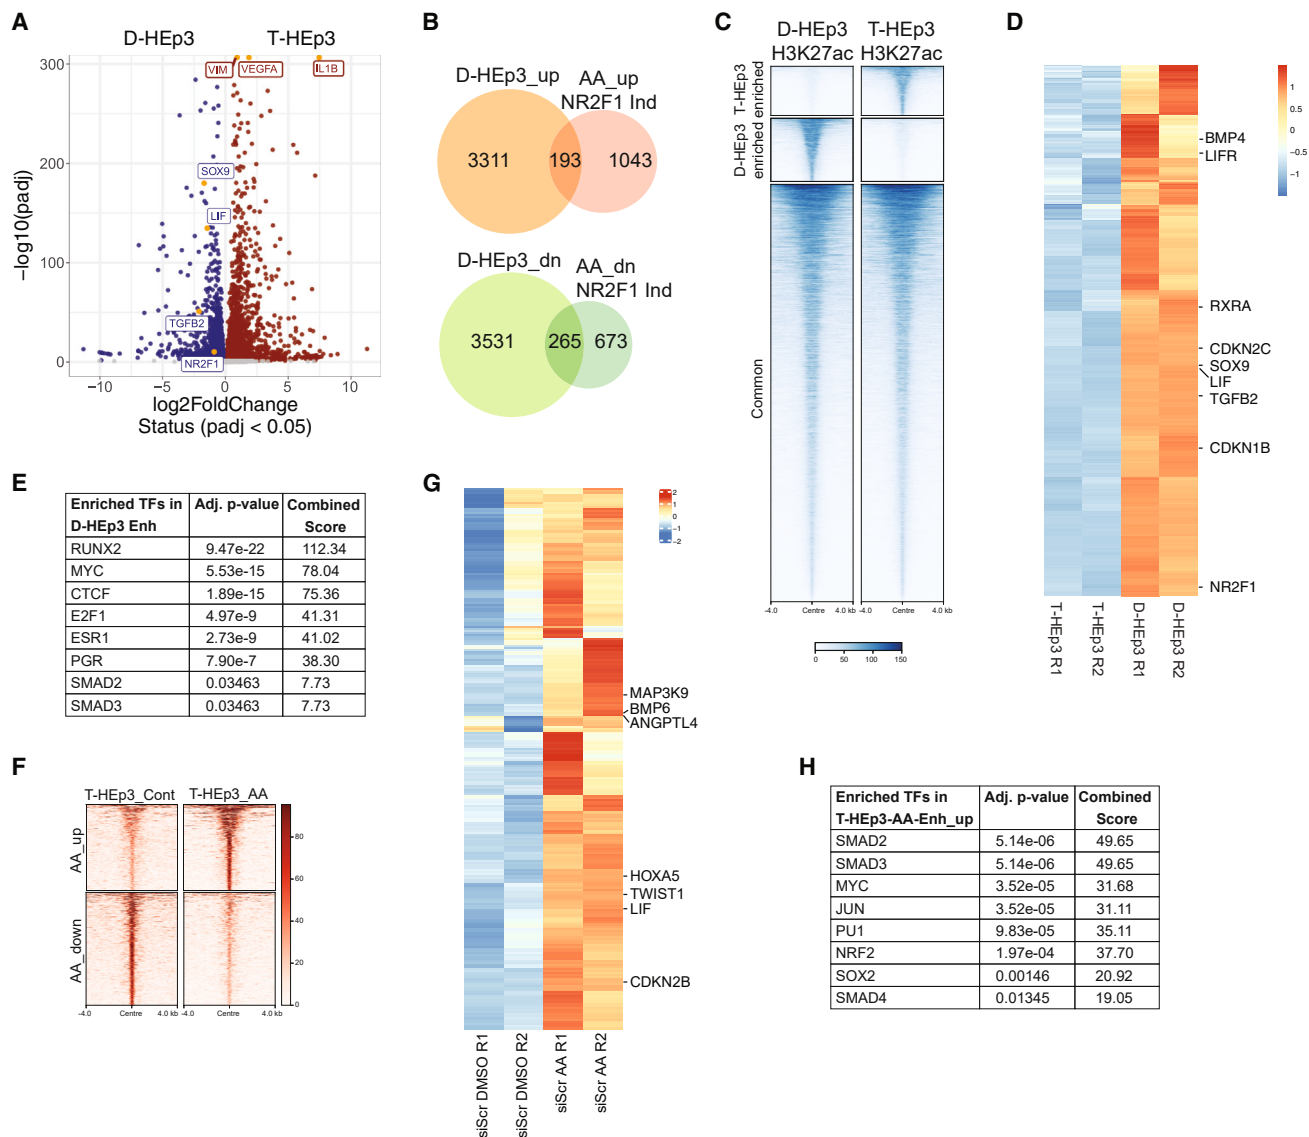 A
D-HEp3
T-HEp3
300
200
100
0
−log10(padj)
VIM
VEGFA
IL1B
SOX9
LIF
TGFB2
NR2F1
−10
−5
0
5
10
log2FoldChange
Status (padj < 0.05)
B
D-HEp3_up
AA_up
NR2F1 Ind
3311
193
1043
D-HEp3_dn
AA_dn
NR2F1 Ind
3531
265
673
C
D-HEp3
H3K27ac
T-HEp3
H3K27ac
T-HEp3
enriched
D-HEp3
enriched
Common
-4.0
Centre
4.0 kb
-4.0
Centre
4.0 kb
0
50
100
150
D
1
0.5
0
−0.5
−1
BMP4
LIFR
RXRA
CDKN2C
SOX9
LIF
TGFB2
CDKN1B
NR2F1
T-HEp3 R1
T-HEp3 R2
D-HEp3 R1
D-HEp3 R2
E
Enriched TFs in D-HEp3 Enh
Adj. p-value
Combined Score
RUNX2 9.47e-22 112.34
MYC 5.53e-15 78.04
CTCF 1.89e-15 75.36
E2F1 4.97e-9 41.31
ESR1 2.73e-9 41.02
PGR 7.90e-7 38.30
SMAD2 0.03463 7.73
SMAD3 0.03463 7.73
F
T-HEp3_Cont
T-HEp3_AA
AA_up
AA_down
-4.0
Centre
4.0 kb
-4.0
Centre
4.0 kb
80
60
40
20
0
G
2
1
0
−1
−2
MAP3K9
BMP6
ANGPTL4
HOXA5
TWIST1
LIF
CDKN2B
siScr DMSO R1
siScr DMSO R2
siScr AA R1
siScr AA R2
H
Enriched TFs in T-HEp3-AA-Enh_up
Adj. p-value
Combined Score
SMAD2 5.14e-06 49.65
SMAD3 5.14e-06 49.65
MYC 3.52e-05 31.68
JUN 3.52e-05 31.11
PU1 9.83e-05 35.11
NRF2 1.97e-04 37.70
SOX2 0.00146 20.92
SMAD4 0.01345 19.05